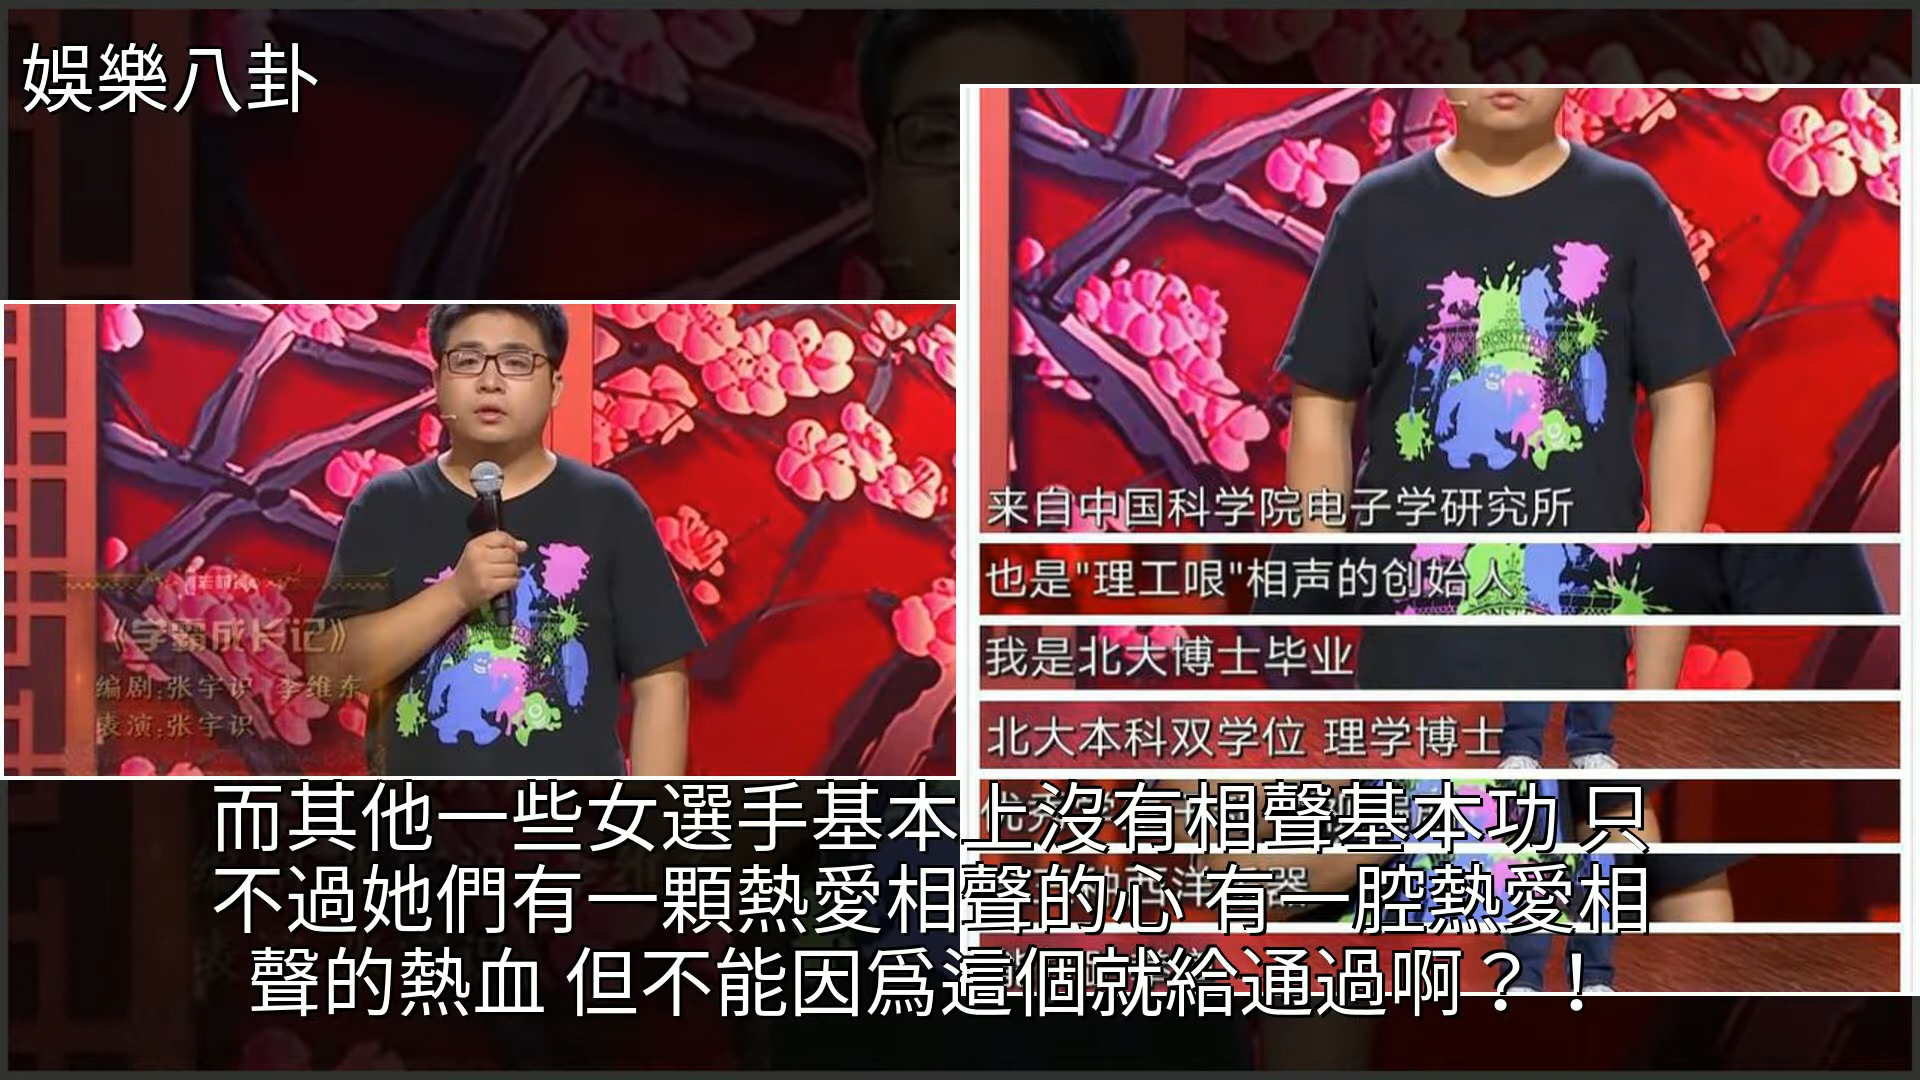 娛樂八卦
《学霸成长记》
编剧:张宇识 李维东
表演:张宇识
MONSTERS
来自中国科学院电子学研究所
也是"理工哏"相声的创始人
我是北大博士毕业
北大本科双学位 理学博士
而其他一些女選手基本上沒有相聲基本功 只
不過她們有一顆熱愛相聲的心 有一腔熱愛相
聲的熱血 但不能因爲這個就給通過啊？！